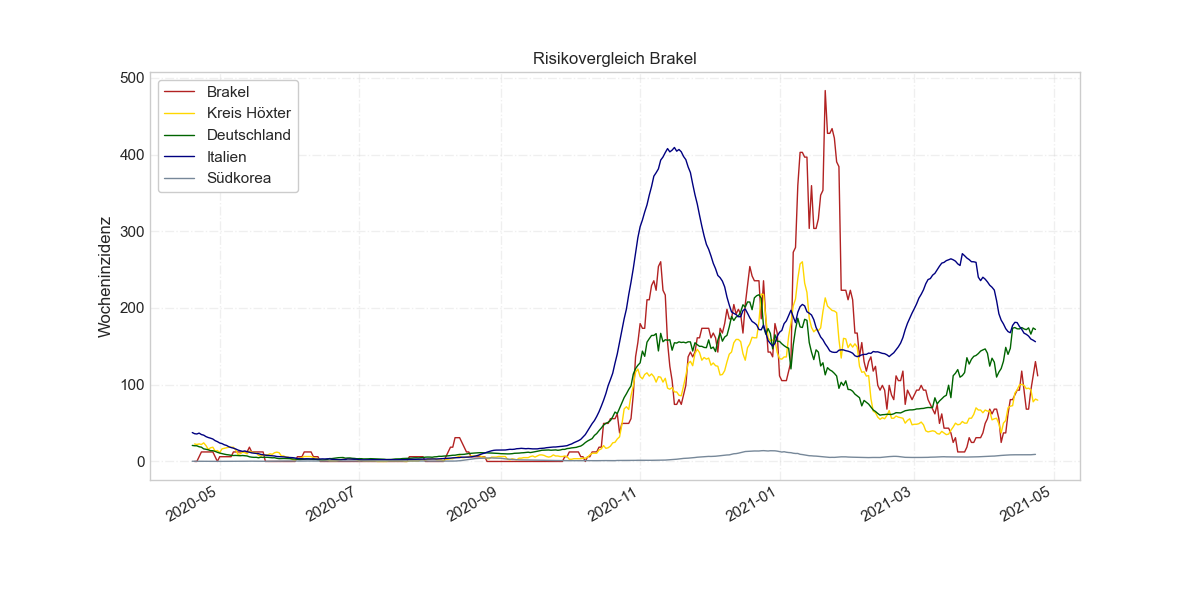 Risikovergleich Brakel
Wocheninzidenz
500
400
300
200
100
0
Brakel
Kreis Höxter
Deutschland
Italien
Südkorea
2020-05
2020-07
2020-09
2020-11
2021-01
2021-03
2021-05